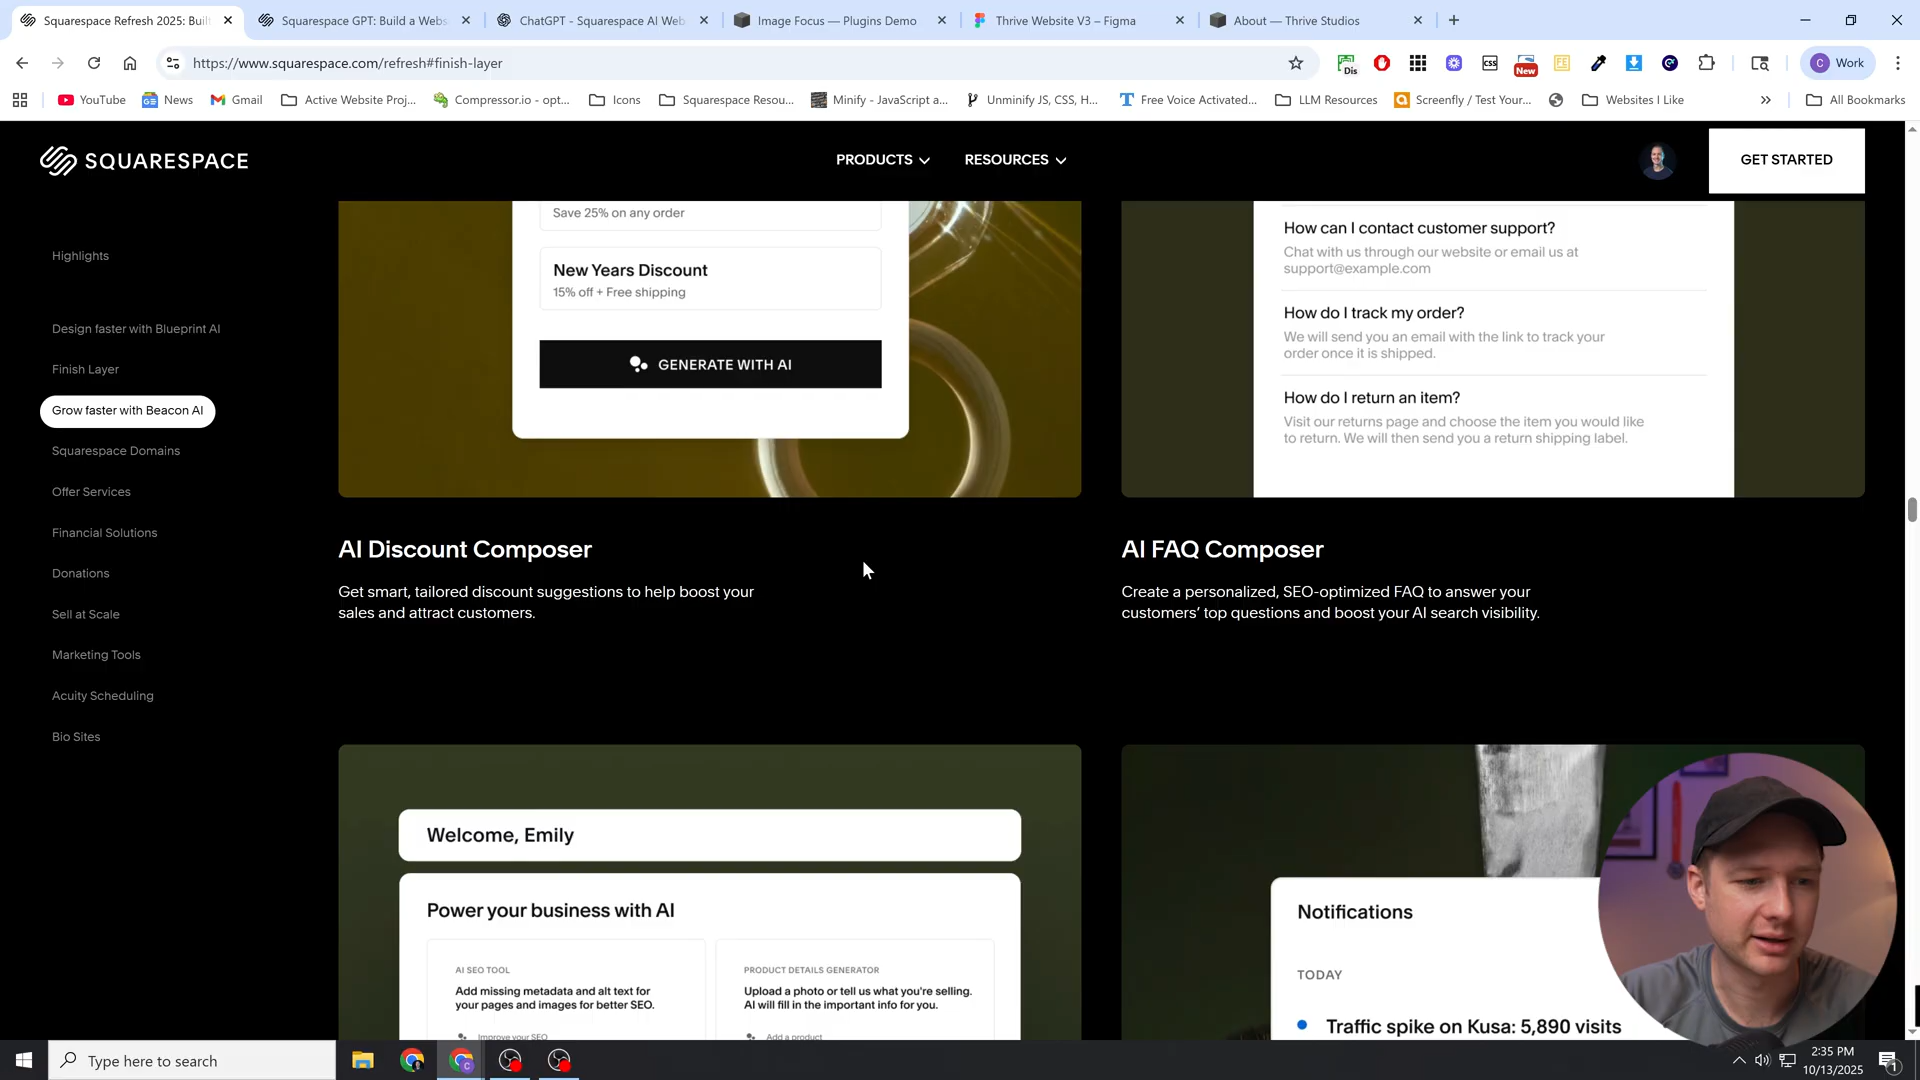 Squarespace Refresh 2025: Buil
Squarespace GPT: Build a Webs
ChatGPT - Squarespace AI Web
Image Focus — Plugins Demo
Thrive Website V3 – Figma
About — Thrive Studios
https://www.squarespace.com/refresh#finish-layer
Dis
CSS
New
FE
C Work
YouTube
News
Gmail
Active Website Proj...
Compressor.io - opt...
Icons
Squarespace Resou...
Minify - JavaScript a...
Unminify JS, CSS, H...
Free Voice Activated...
LLM Resources
Screenfly / Test Your...
Websites I Like
All Bookmarks
SQUARESPACE
PRODUCTS
RESOURCES
GET STARTED
Highlights
Design faster with Blueprint AI
Finish Layer
Grow faster with Beacon AI
Squarespace Domains
Offer Services
Financial Solutions
Donations
Sell at Scale
Marketing Tools
Acuity Scheduling
Bio Sites
Save 25% on any order
New Years Discount
15% off + Free shipping
GENERATE WITH AI
How can I contact customer support?
Chat with us through our website or email us at
support@example.com
How do I track my order?
We will send you an email with the link to track your
order once it is shipped.
How do I return an item?
Visit our returns page and choose the item you would like
to return. We will then send you a return shipping label.
AI Discount Composer
Get smart, tailored discount suggestions to help boost your
sales and attract customers.
AI FAQ Composer
Create a personalized, SEO-optimized FAQ to answer your
customers’ top questions and boost your AI search visibility.
Welcome, Emily
Power your business with AI
AI SEO TOOL
Add missing metadata and alt text for
your pages and images for better SEO.
Improve your SEO
PRODUCT DETAILS GENERATOR
Upload a photo or tell us what you're selling.
AI will fill in the important info for you.
Add a product
Notifications
TODAY
Traffic spike on Kusa: 5,890 visits
Type here to search
2:35 PM
10/13/2025
1